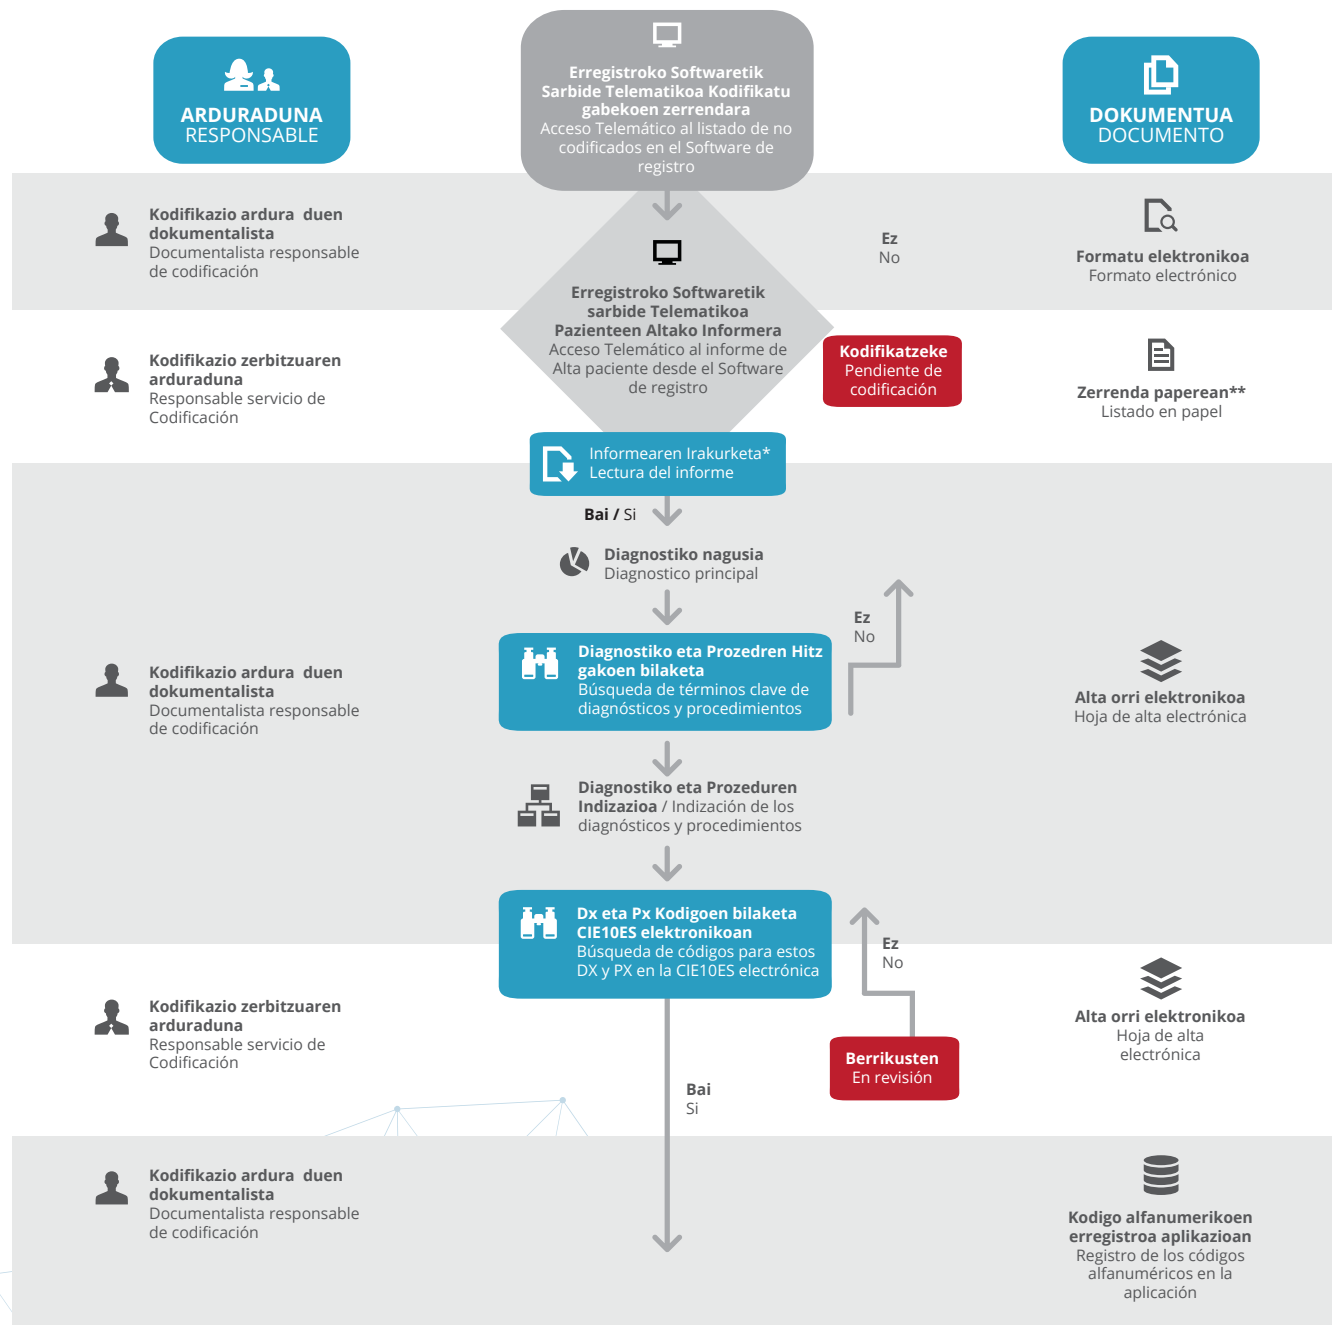 ARDURADUNA
RESPONSABLE
Erregistroko Softwaretik
Sarbide Telematikoa Kodifikatu
gabekoen zerrendara
Acceso Telemático al listado de no
codificados en el Software de
registro
DOKUMENTUA
DOCUMENTO
Kodifikazio ardura duen
dokumentalista
Documentalista responsable
de codificación
Ez
No
Formatu elektronikoa
Formato electrónico
Erregistroko Softwaretik
sarbide Telematikoa
Pazienteen Altako Informera
Acceso Telemático al informe de
Alta paciente desde el Software
de registro
Kodifikazio zerbitzuaren
arduraduna
Responsable servicio de
Codificación
Kodifikatzeke
Pendiente de
codificación
Zerrenda paperean**
Listado en papel
Informearen Irakurketa*
Lectura del informe
Bai / Si
Diagnostiko nagusia
Diagnostico principal
Ez
No
Diagnostiko eta Prozedren Hitz
gakoen bilaketa
Búsqueda de términos clave de
diagnósticos y procedimientos
Kodifikazio ardura duen
dokumentalista
Documentalista responsable
de codificación
Alta orri elektronikoa
Hoja de alta electrónica
Diagnostiko eta Prozeduren
Indizazioa / Indización de los
diagnósticos y procedimientos
Dx eta Px Kodigoen bilaketa
CIE10ES elektronikoan
Búsqueda de códigos para estos
DX y PX en la CIE10ES electrónica
Ez
No
Kodifikazio zerbitzuaren
arduraduna
Responsable servicio de
Codificación
Alta orri elektronikoa
Hoja de alta
electrónica
Berrikusten
En revisión
Bai
Si
Kodifikazio ardura duen
dokumentalista
Documentalista responsable
de codificación
Kodigo alfanumerikoen
erregistroa aplikazioan
Registro de los códigos
alfanuméricos en la
aplicación